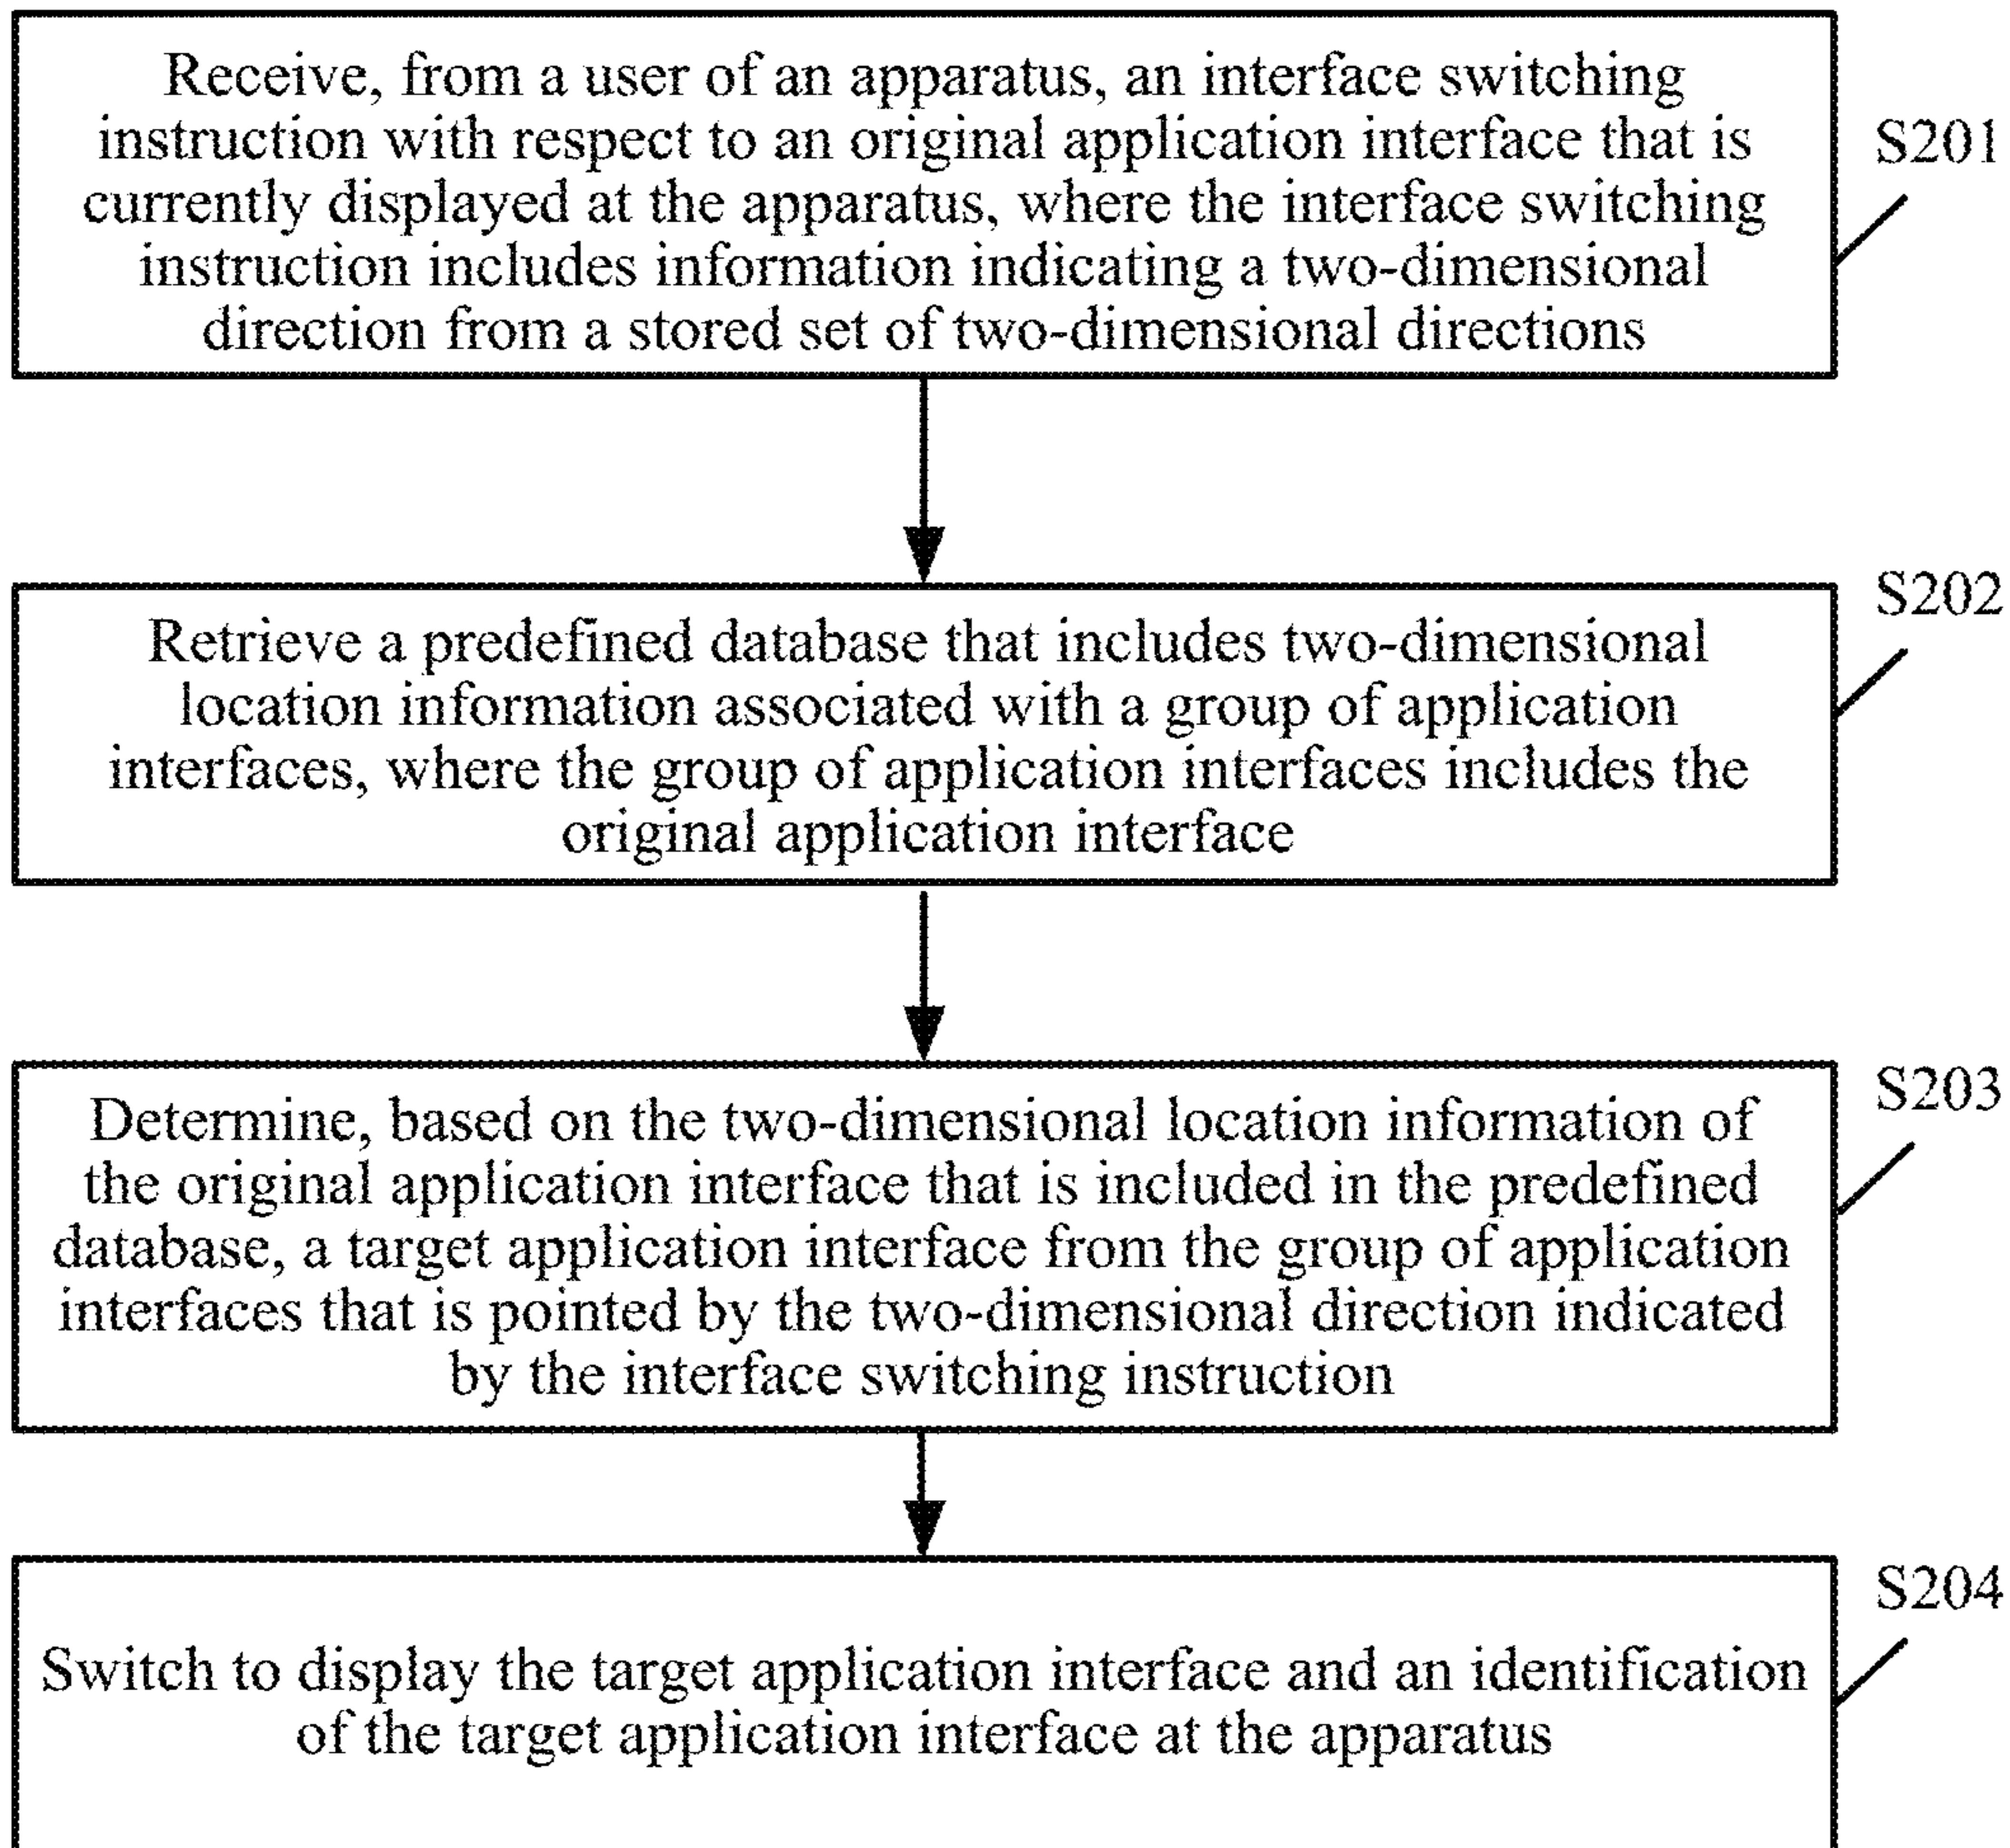 Receive, from a user of an apparatus, an interface switching
instruction with respect to an original application interface that is
currently displayed at the apparatus, where the interface switching
instruction includes information indicating a two-dimensional
direction from a stored set of two-dimensional directions
S201
Retrieve a predefined database that includes two-dimensional
location information associated with a group of application
interfaces, where the group of application interfaces includes the
original application interface
S202
Determine, based on the two-dimensional location information of
the original application interface that is included in the predefined
database, a target application interface from the group of application
interfaces that is pointed by the two-dimensional direction indicated
by the interface switching instruction
S203
Switch to display the target application interface and an identification
of the target application interface at the apparatus
S204